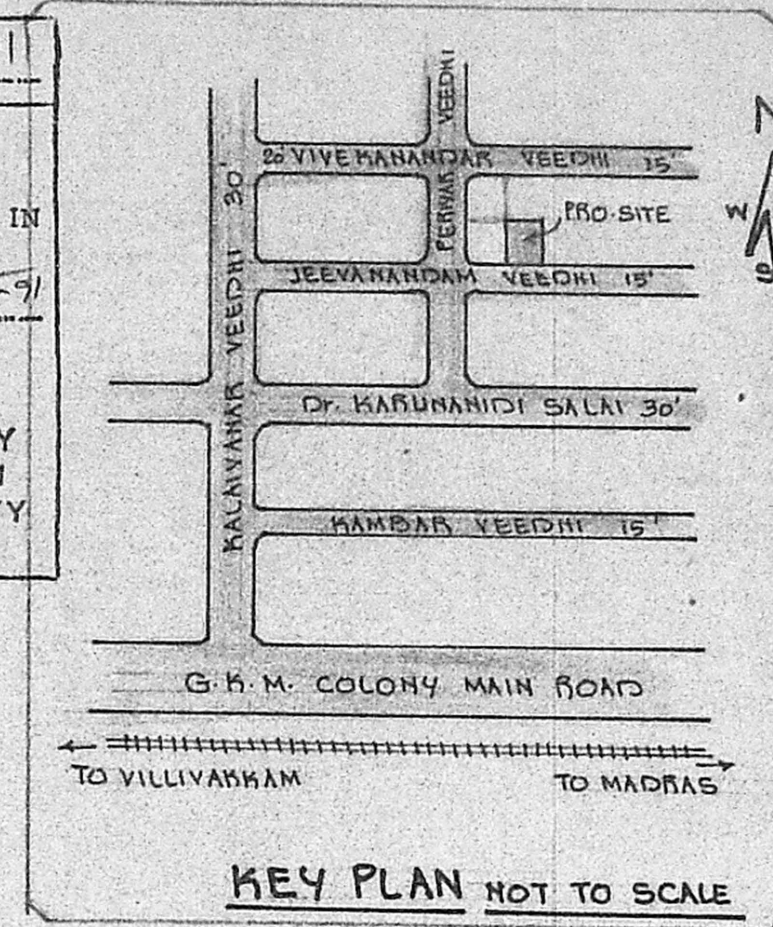 1
IN
-91
Y
Y
PERIYAR VEEDHI
20' VIVEKANANDAR VEEDHI 15'
N
W
S
PRO-SITE
JEEVANANDAM VEEDHI 15'
KALAIVANAR VEEDHI 30'
Dr. KARUNANIDI SALAI 30'
KAMBAR VEEDHI 15'
G.K.M. COLONY MAIN ROAD
TO VILLIVAKKAM
TO MADRAS
KEY PLAN NOT TO SCALE